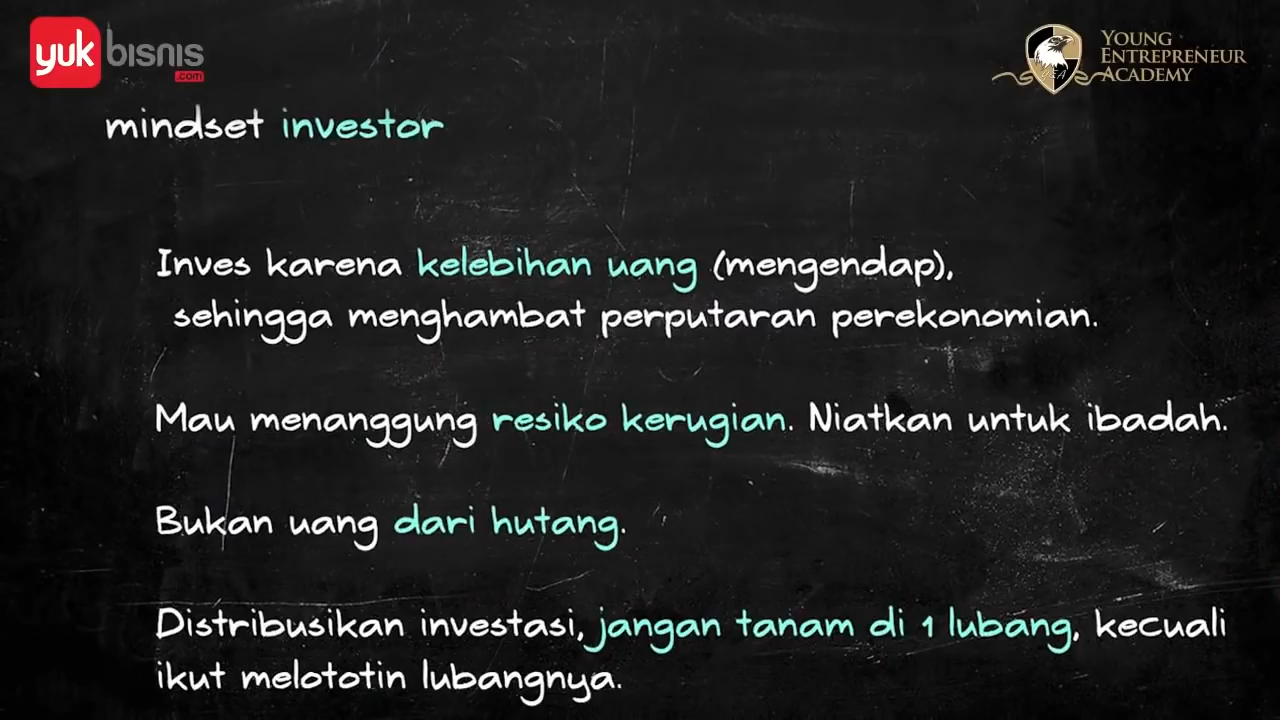 yuk bisnis
.com
YOUNG
ENTREPRENEUR
ACADEMY
mindset investor
Inves karena kelebihan uang (mengendap),
sehingga menghambat perputaran perekonomian.
Mau menanggung resiko kerugian. Niatkan untuk ibadah.
Bukan uang dari hutang.
Distribusikan investasi, jangan tanam di 1 lubang, kecuali
ikut melototin lubangnya.